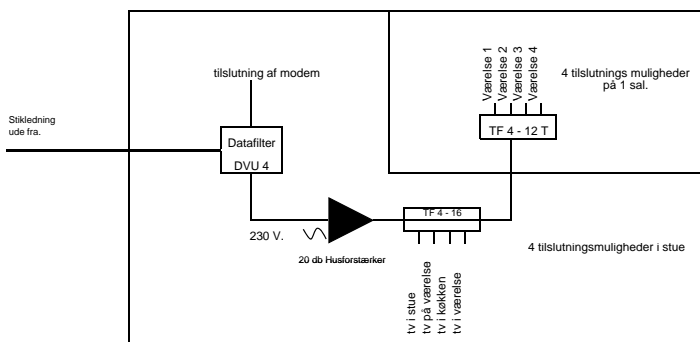 tilslutning af modem
Stikledning
ude fra.
Datafilter
DVU 4
230 V.
20 db Husforstærker
TF 4 - 16
tv i stue
tv på værelse
tv i køkken
tv i værelse
4 tilslutningsmuligheder i stue
Værelse 1
Værelse 2
Værelse 3
Værelse 4
TF 4 - 12 T
4 tilslutnings muligheder
på 1 sal.